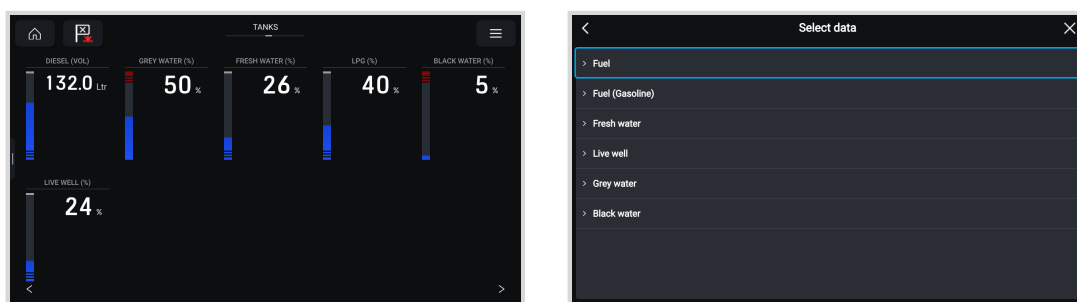 TANKS
DIESEL (VOL)
132.0 Ltr
GREY WATER (%)
50 %
FRESH WATER (%)
26 %
LPG (%)
40 %
BLACK WATER (%)
5 %
LIVE WELL (%)
24 %
Select data
Fuel
Fuel (Gasoline)
Fresh water
Live well
Grey water
Black water